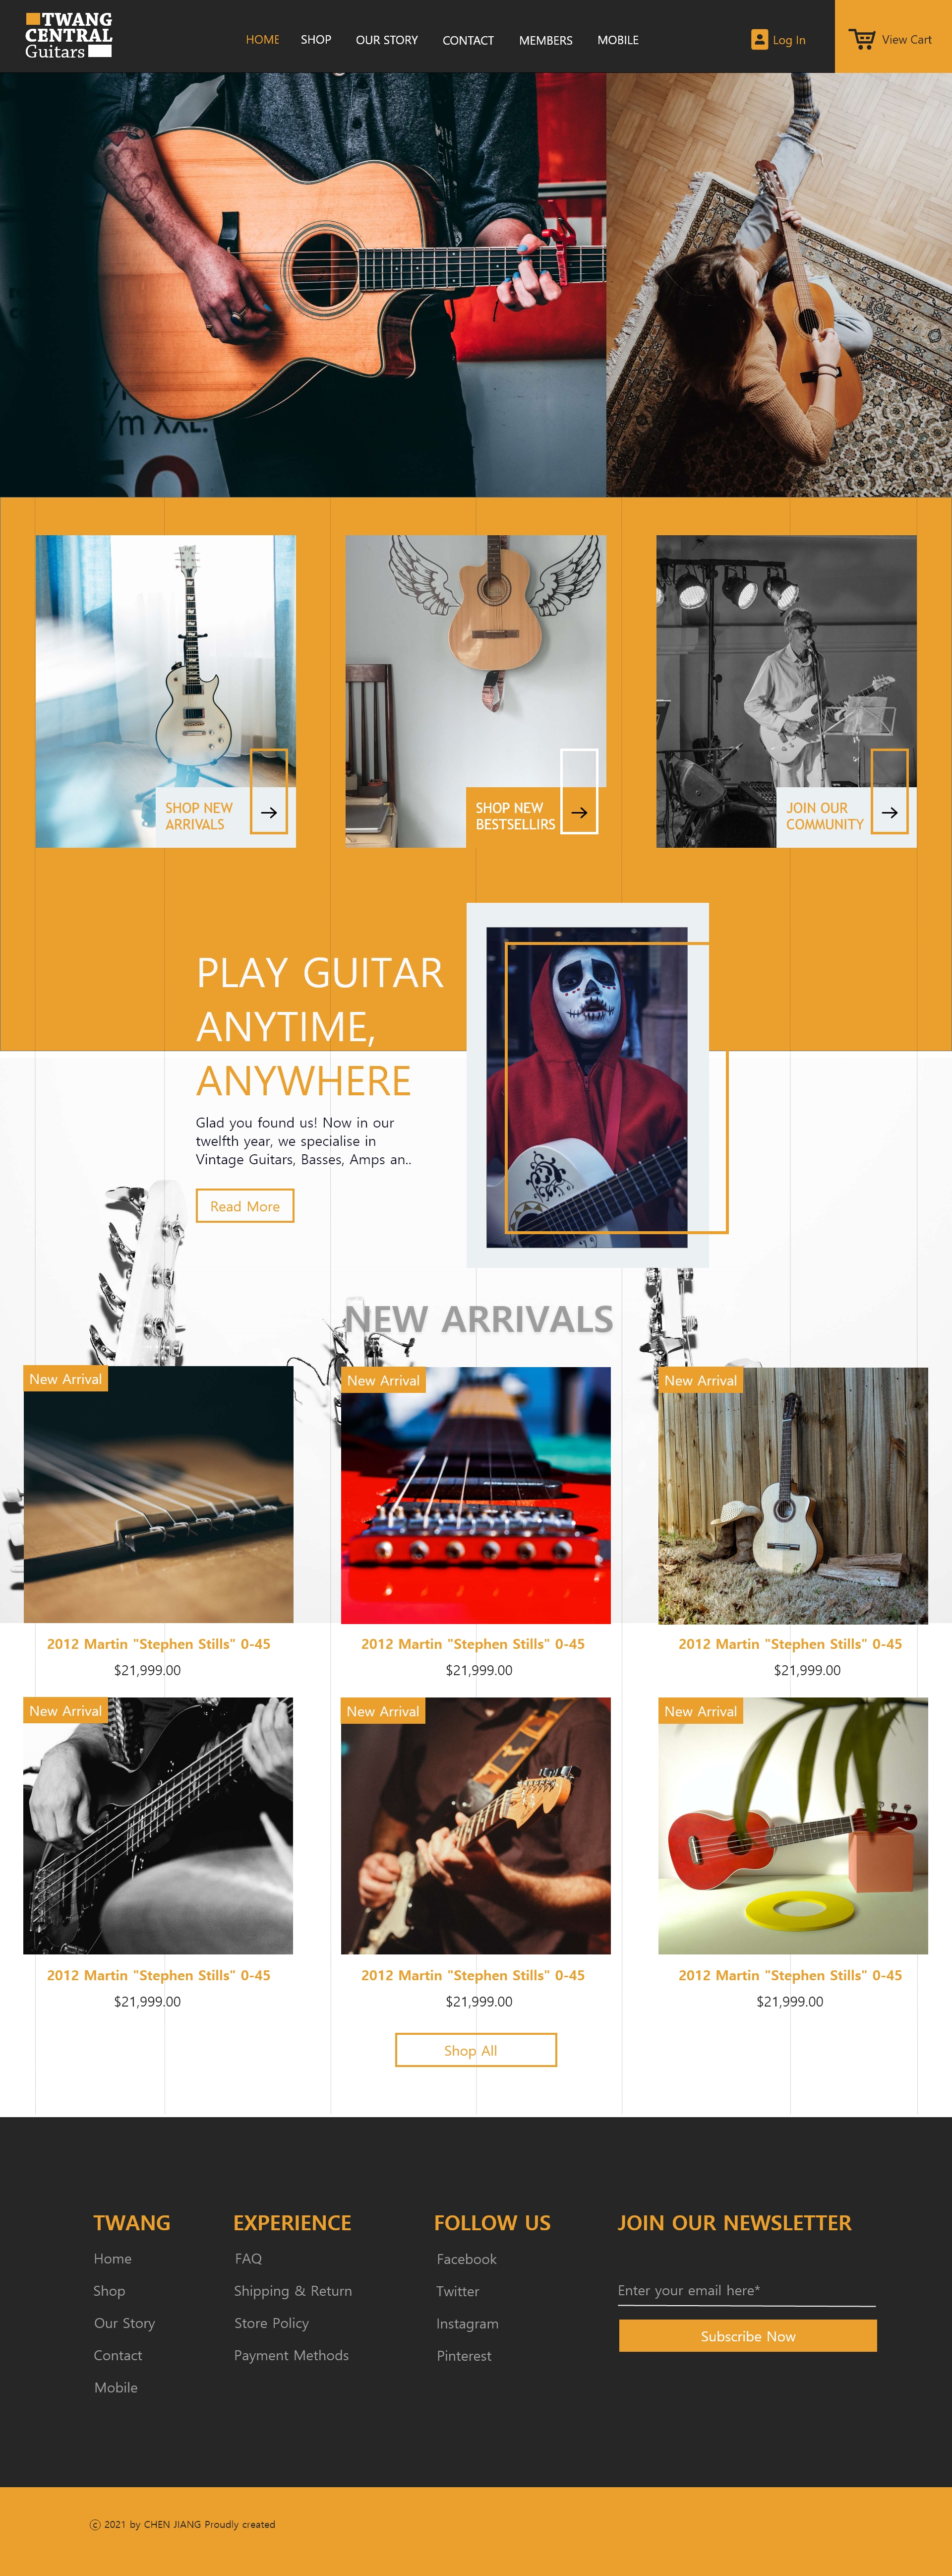 TWANG
CENTRAL
Guitars
HOME SHOP OUR STORY CONTACT MEMBERS MOBILE
Log In
View Cart
/m XXL.
SHOP NEW
ARRIVALS
SHOP NEW
BESTSELLIRS
JOIN OUR
COMMUNITY
PLAY GUITAR
ANYTIME,
ANYWHERE
Glad you found us! Now in our
twelfth year, we specialise in
Vintage Guitars, Basses, Amps an..
Read More
NEW ARRIVALS
New Arrival
New Arrival
New Arrival
2012 Martin "Stephen Stills" 0-45
$21,999.00
2012 Martin "Stephen Stills" 0-45
$21,999.00
2012 Martin "Stephen Stills" 0-45
$21,999.00
New Arrival
New Arrival
New Arrival
2012 Martin "Stephen Stills" 0-45
$21,999.00
2012 Martin "Stephen Stills" 0-45
$21,999.00
2012 Martin "Stephen Stills" 0-45
$21,999.00
Shop All
TWANG
Home
Shop
Our Story
Contact
Mobile
EXPERIENCE
FAQ
Shipping & Return
Store Policy
Payment Methods
FOLLOW US
Facebook
Twitter
Instagram
Pinterest
JOIN OUR NEWSLETTER
Enter your email here*
Subscribe Now
© 2021 by CHEN JIANG Proudly created